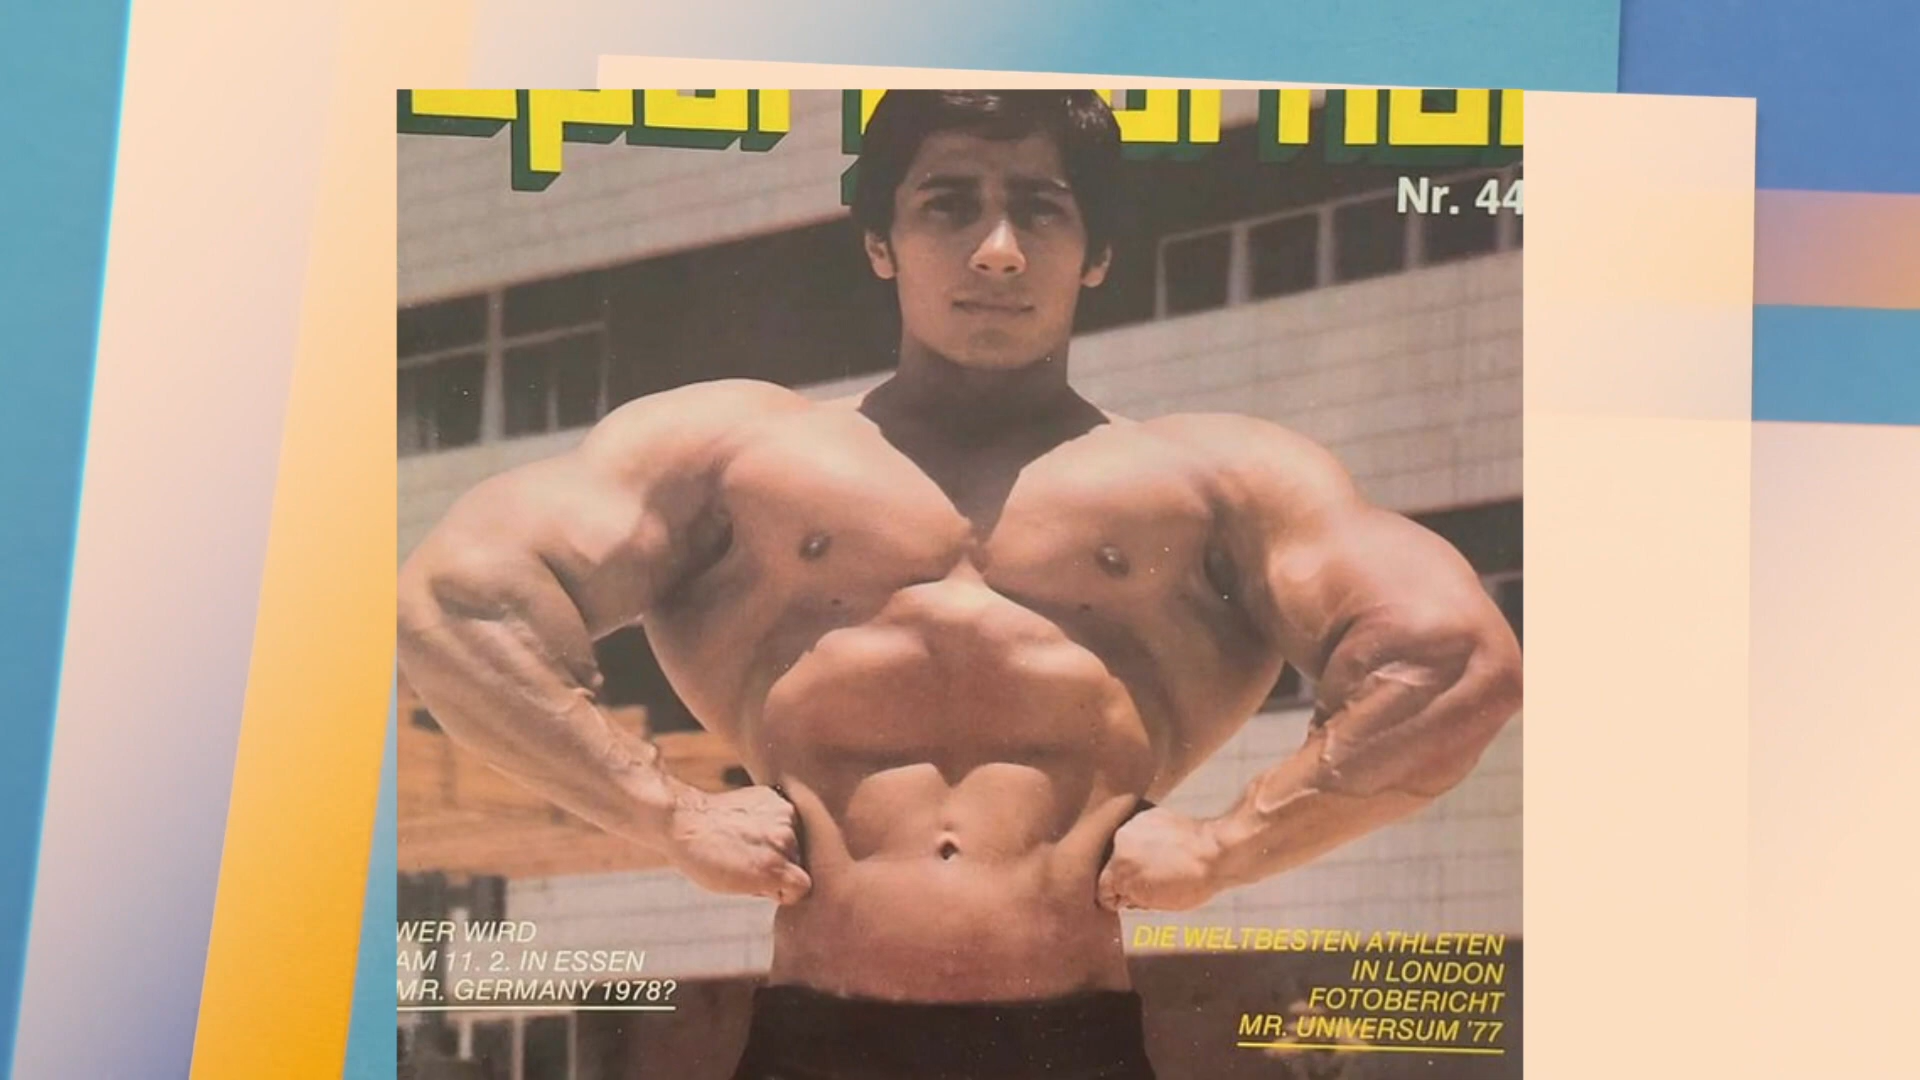 Nr. 44
WER WIRD
AM 11. 2. IN ESSEN
MR. GERMANY 1978?
DIE WELTBESTEN ATHLETEN
IN LONDON
FOTOBERICHT
MR. UNIVERSUM '77